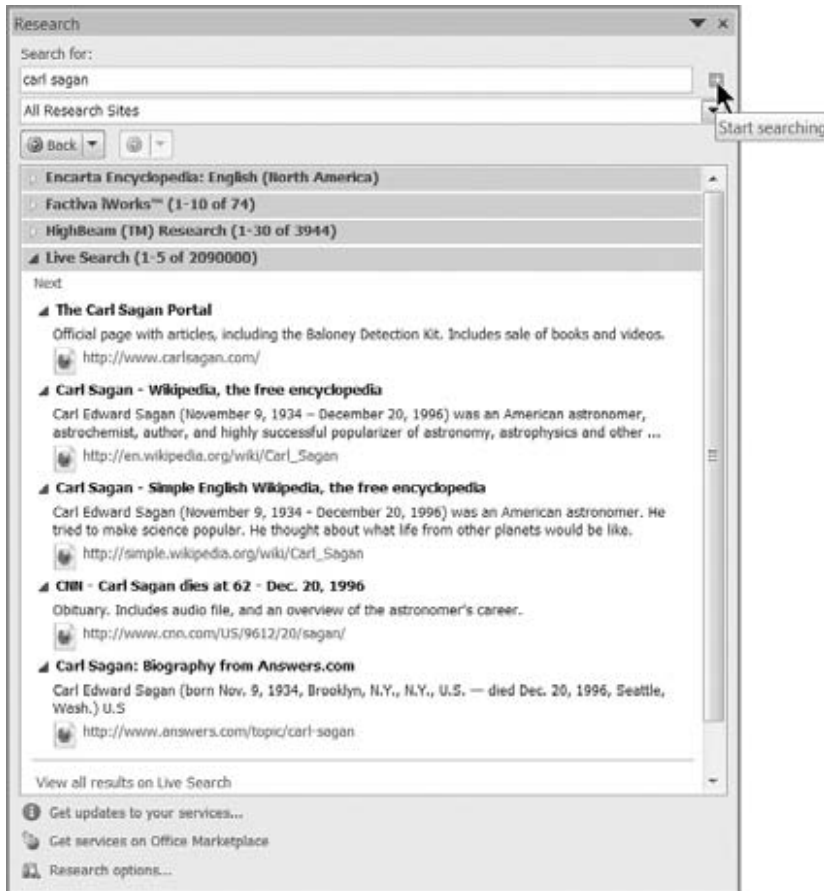 Research
Search for:
carl sagan
All Research Sites
Start searching
Back
Encarta Encyclopedia: English (North America)
Factiva iWorks™ (1-10 of 74)
HighBeam (TM) Research (1-30 of 3944)
Live Search (1-5 of 2090000)
Next
The Carl Sagan Portal
Official page with articles, including the Baloney Detection Kit. Includes sale of books and videos.
http://www.carlsagan.com/
Carl Sagan - Wikipedia, the free encyclopedia
Carl Edward Sagan (November 9, 1934 – December 20, 1996) was an American astronomer,
astrochemist, author, and highly successful popularizer of astronomy, astrophysics and other ...
http://en.wikipedia.org/wiki/Carl_Sagan
Carl Sagan - Simple English Wikipedia, the free encyclopedia
Carl Edward Sagan (November 9, 1934 - December 20, 1996) was an American astronomer. He
tried to make science popular. He thought about what life from other planets would be like.
http://simple.wikipedia.org/wiki/Carl_Sagan
CNN - Carl Sagan dies at 62 - Dec. 20, 1996
Obituary. Includes audio file, and an overview of the astronomer's career.
http://www.cnn.com/US/9612/20/sagan/
Carl Sagan: Biography from Answers.com
Carl Edward Sagan (born Nov. 9, 1934, Brooklyn, N.Y., N.Y., U.S. — died Dec. 20, 1996, Seattle,
Wash.) U.S
http://www.answers.com/topic/carl-sagan
View all results on Live Search
Get updates to your services...
Get services on Office Marketplace
Research options...